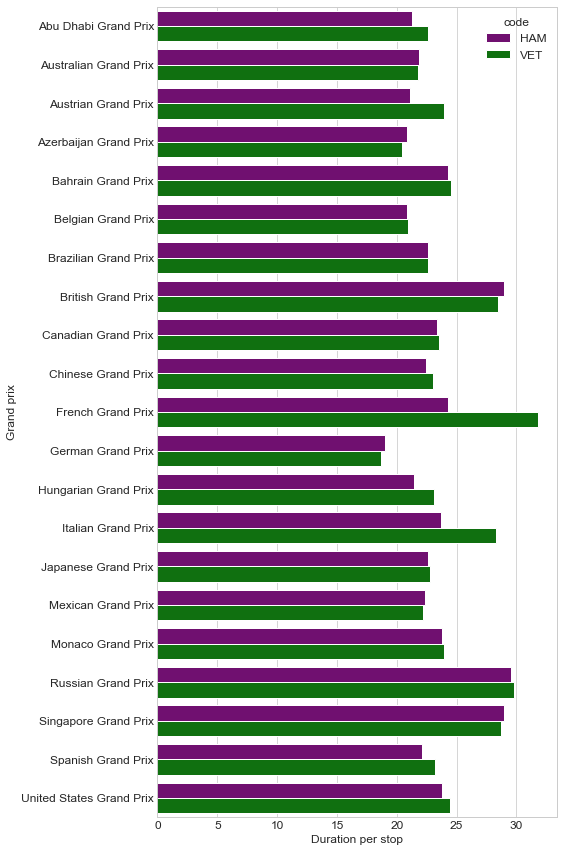 code
HAM
VET
Grand prix
Abu Dhabi Grand Prix
Australian Grand Prix
Austrian Grand Prix
Azerbaijan Grand Prix
Bahrain Grand Prix
Belgian Grand Prix
Brazilian Grand Prix
British Grand Prix
Canadian Grand Prix
Chinese Grand Prix
French Grand Prix
German Grand Prix
Hungarian Grand Prix
Italian Grand Prix
Japanese Grand Prix
Mexican Grand Prix
Monaco Grand Prix
Russian Grand Prix
Singapore Grand Prix
Spanish Grand Prix
United States Grand Prix
0 5 10 15 20 25 30
Duration per stop